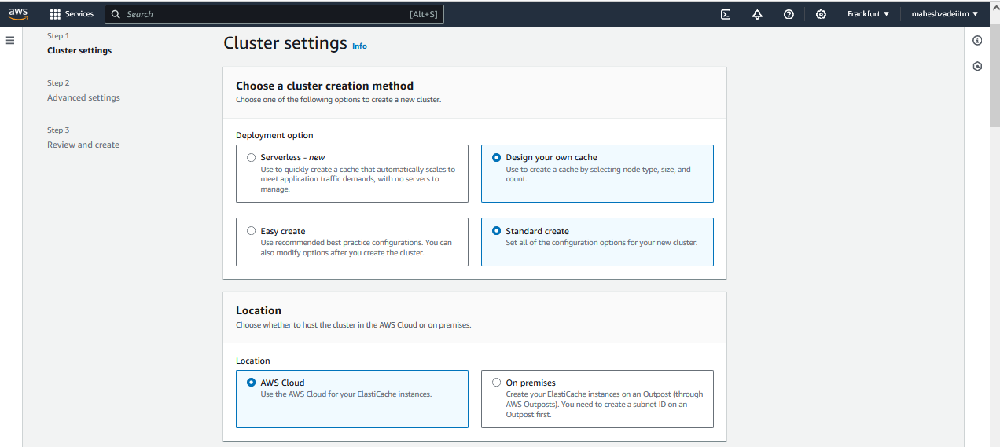 aws
Services
Search
[Alt+S]
Frankfurt
maheshzadeiitm
Step 1
Cluster settings
Step 2
Advanced settings
Step 3
Review and create
Cluster settings Info
Choose a cluster creation method
Choose one of the following options to create a new cluster.
Deployment option
Serverless - new
Use to quickly create a cache that automatically scales to
meet application traffic demands, with no servers to
manage.
Design your own cache
Use to create a cache by selecting node type, size, and
count.
Easy create
Use recommended best practice configurations. You can
also modify options after you create the cluster.
Standard create
Set all of the configuration options for your new cluster.
Location
Choose whether to host the cluster in the AWS Cloud or on premises.
Location
AWS Cloud
Use the AWS Cloud for your ElastiCache instances.
On premises
Create your ElastiCache instances on an Outpost (through
AWS Outposts). You need to create a subnet ID on an
Outpost first.